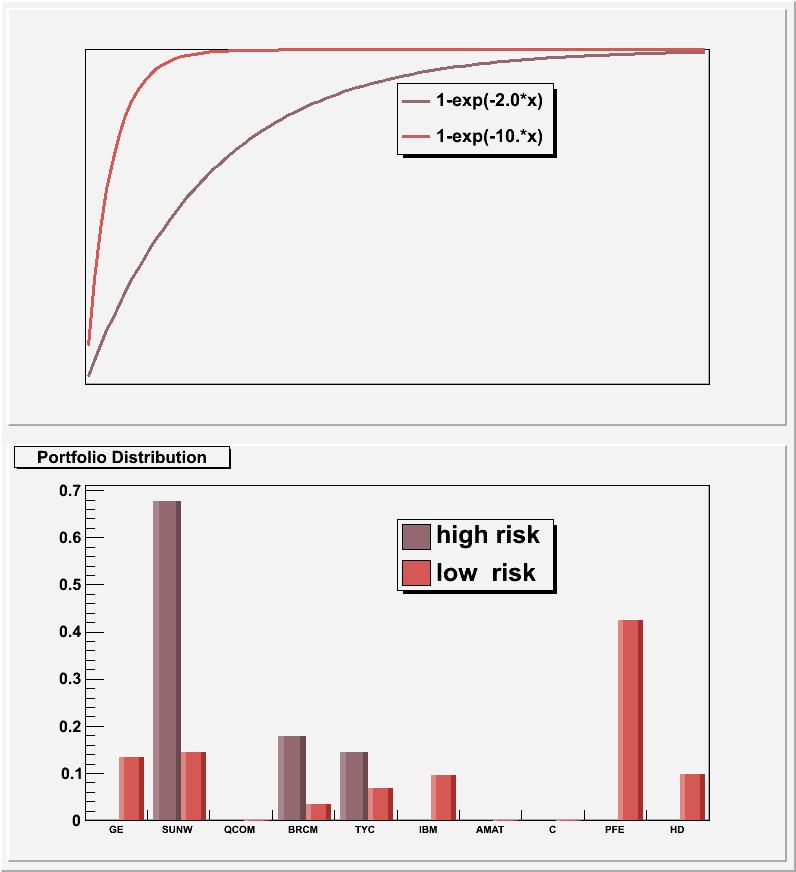 1-exp(-2.0*x)
1-exp(-10.*x)
Portfolio Distribution
0.7
0.6
0.5
0.4
0.3
0.2
0.1
0
high risk
low  risk
GE SUNW QCOM BRCM TYC IBM AMAT C PFE HD